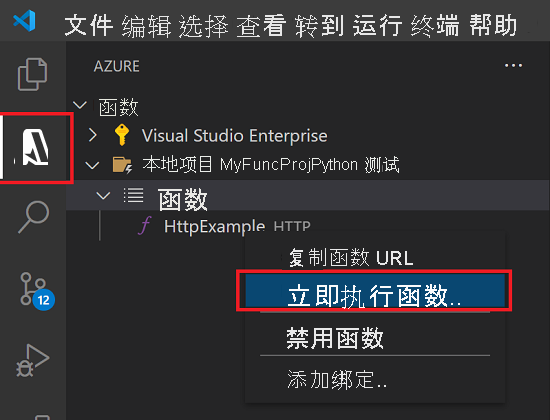 文件 编辑 选择 查看 转到 运行 终端 帮助
AZURE
函数
Visual Studio Enterprise
本地项目 MyFuncProjPython 测试
函数
HttpExample HTTP
复制函数 URL
立即执行函数..
12
禁用函数
添加绑定..